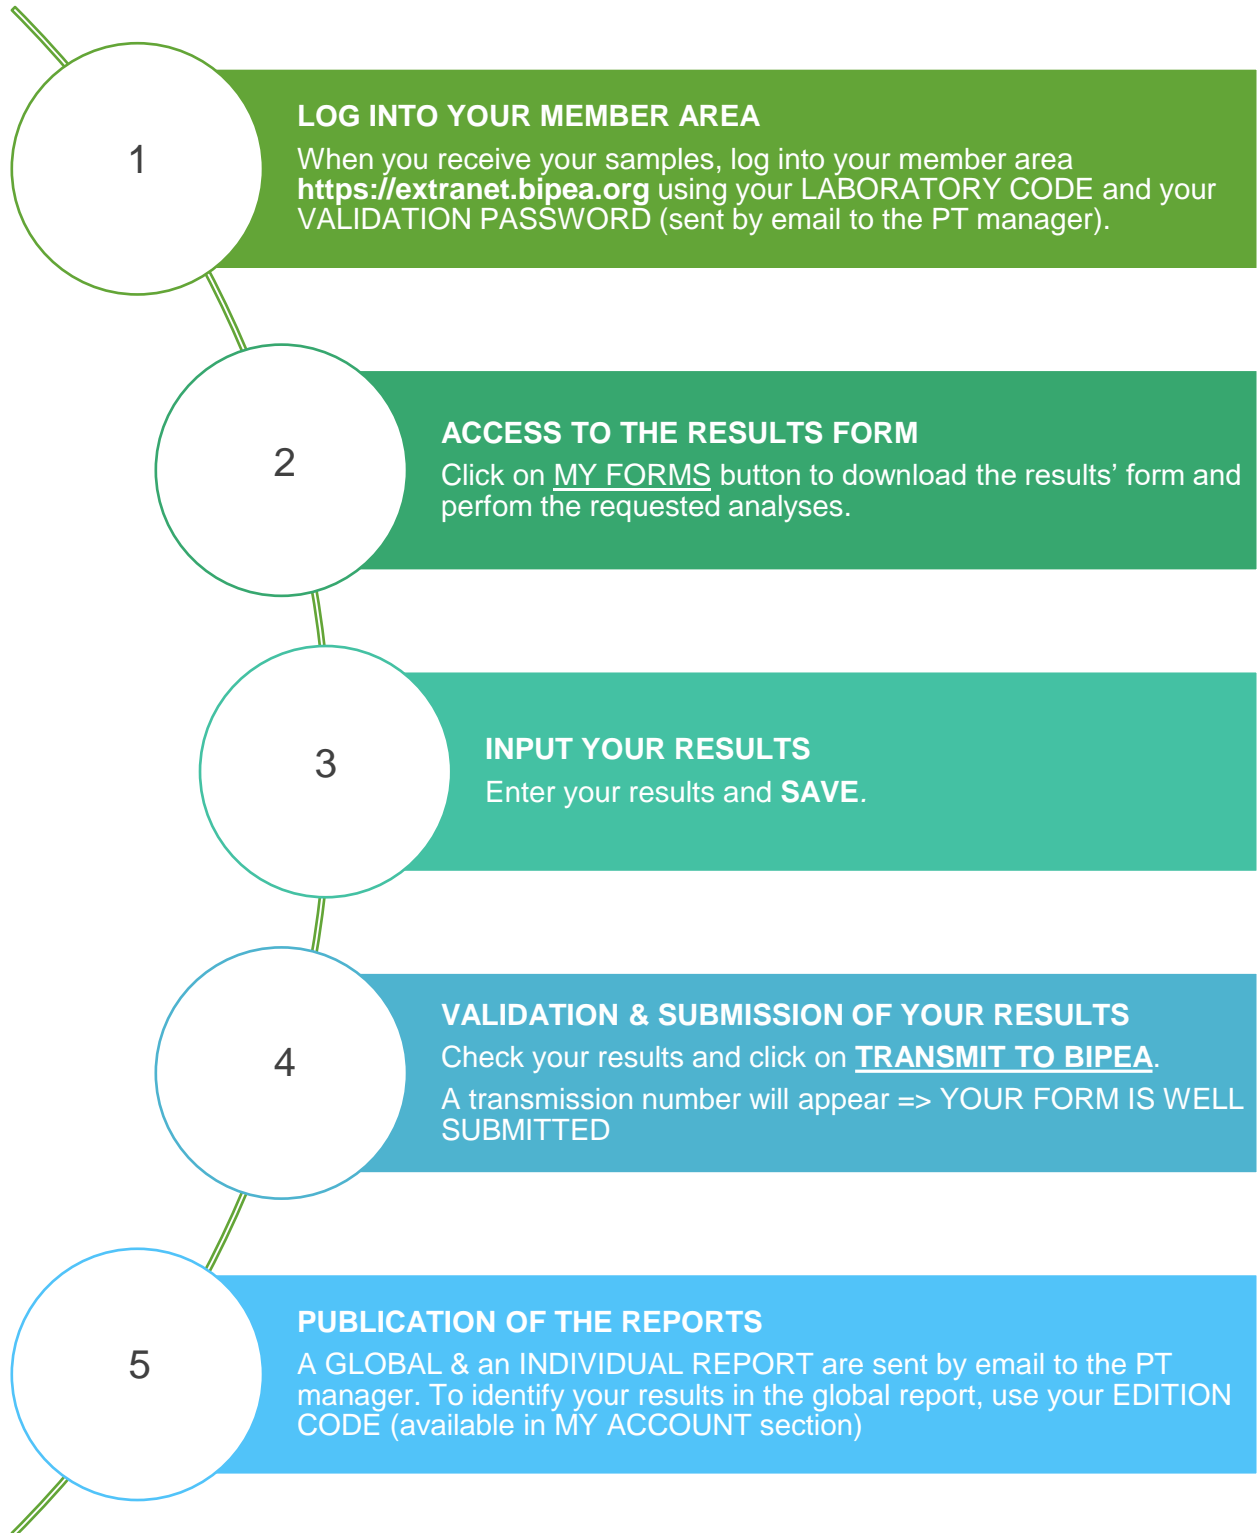 1
LOG INTO YOUR MEMBER AREA
When you receive your samples, log into your member area
https://extranet.bipea.org using your LABORATORY CODE and your
VALIDATION PASSWORD (sent by email to the PT manager).
2
ACCESS TO THE RESULTS FORM
Click on MY FORMS button to download the results’ form and
perfom the requested analyses.
3
INPUT YOUR RESULTS
Enter your results and SAVE.
4
VALIDATION & SUBMISSION OF YOUR RESULTS
Check your results and click on TRANSMIT TO BIPEA.
A transmission number will appear => YOUR FORM IS WELL
SUBMITTED
5
PUBLICATION OF THE REPORTS
A GLOBAL & an INDIVIDUAL REPORT are sent by email to the PT
manager. To identify your results in the global report, use your EDITION
CODE (available in MY ACCOUNT section)